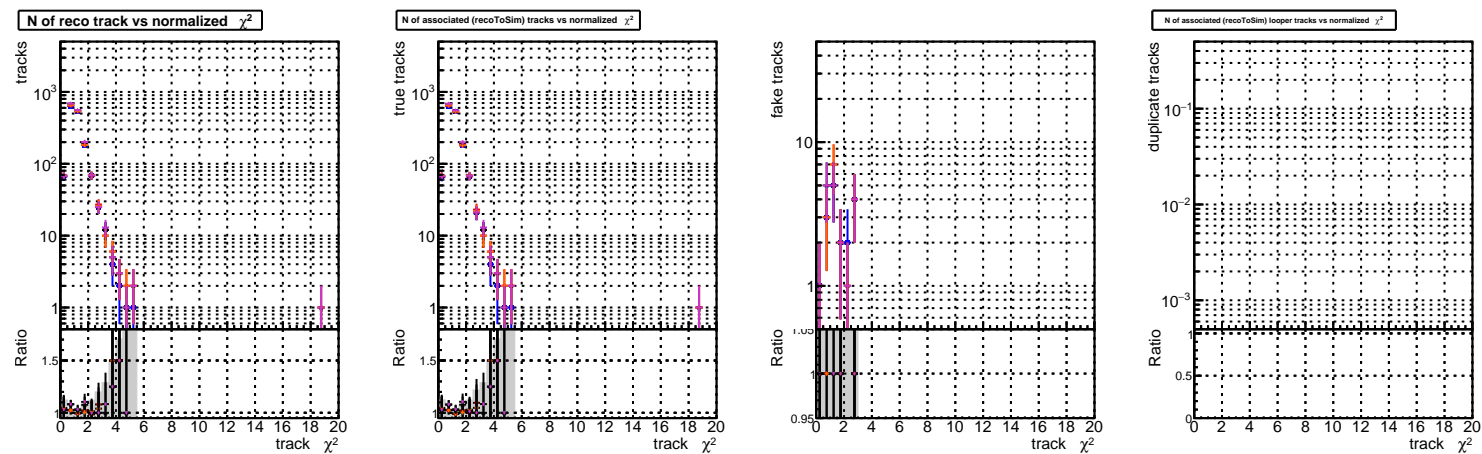 N of reco track vs normalized χ²
tracks
10³
10²
10
1
Ratio
1.5
1
0 2 4 6 8 10 12 14 16 18 20
track χ²
N of associated (recoToSim) tracks vs normalized χ²
true tracks
10³
10²
10
1
Ratio
1.5
1
0 2 4 6 8 10 12 14 16 18 20
track χ²
fake tracks
10
1
Ratio
1.05
1
0.95
0 2 4 6 8 10 12 14 16 18 20
track χ²
N of associated (recoToSim) looper tracks vs normalized χ²
duplicate tracks
10⁻¹
10⁻²
10⁻³
Ratio
1
0.5
0
0 2 4 6 8 10 12 14 16 18 20
track χ²